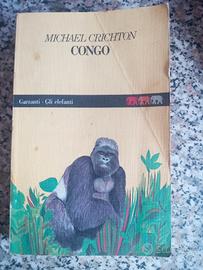 MICHAEL CRICHTON
CONGO
Garzanti - Gli elefanti